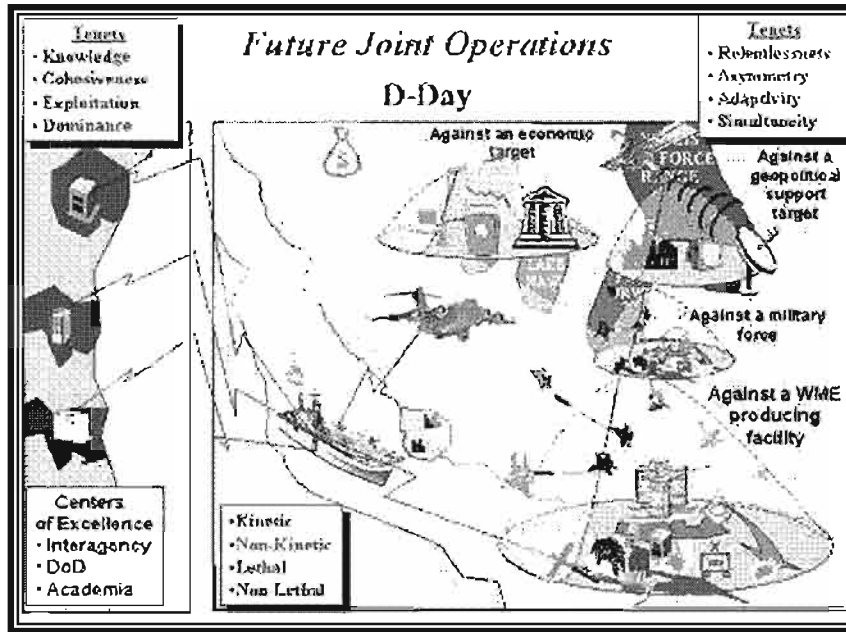 Tenets
• Knowledge
• Cohesiveness
• Exploitation
• Dominance
Future Joint Operations
D-Day
Tenets
• Relentlessness
• Asymmetry
• Adaptivity
• Simultaneity
Against an economic
target
FORCE
RANGE
Against a
geopolitical
support
target
Against a military
force
Against a WME
producing
facility
Centers
of Excellence
• Interagency
• DoD
• Academia
•Kinetic
•Non-Kinetic
•Lethal
•Non-Lethal